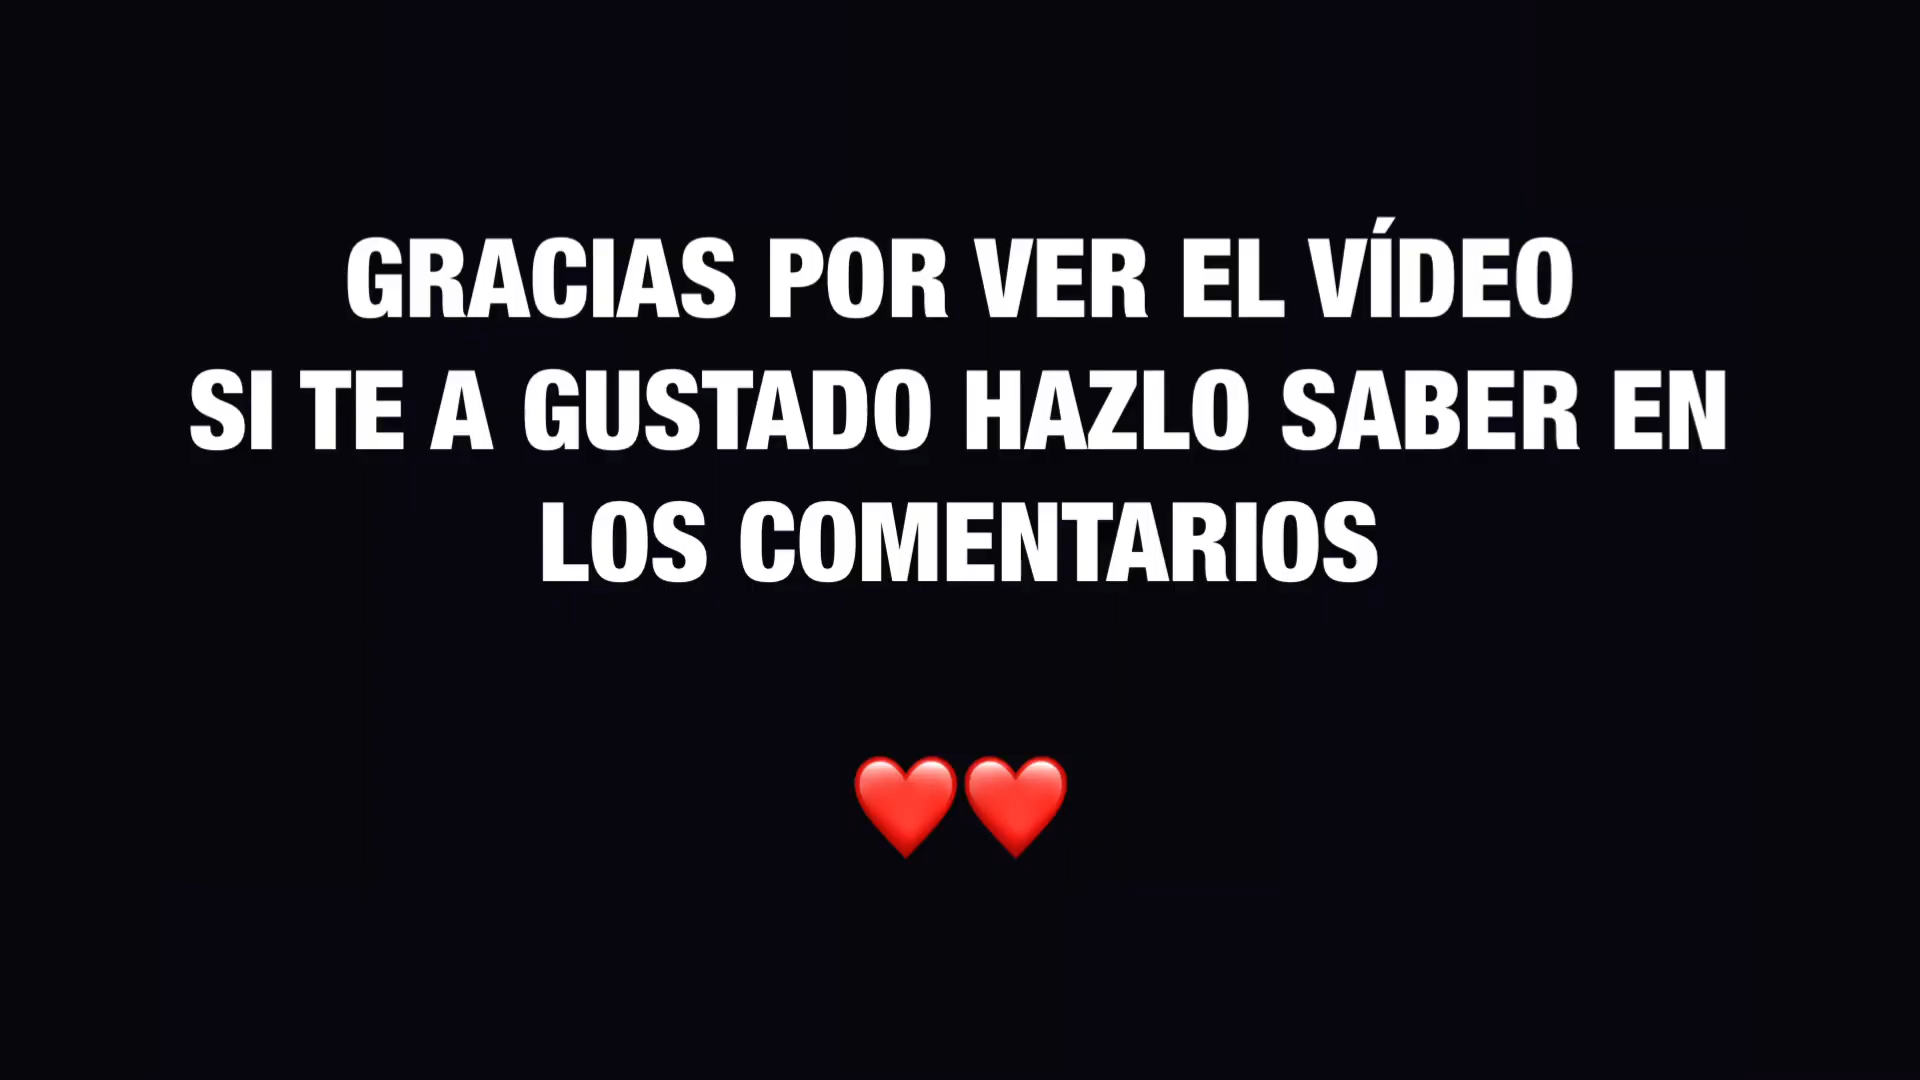 GRACIAS POR VER EL VÍDEO
SI TE A GUSTADO HAZLO SABER EN
LOS COMENTARIOS
❤️❤️